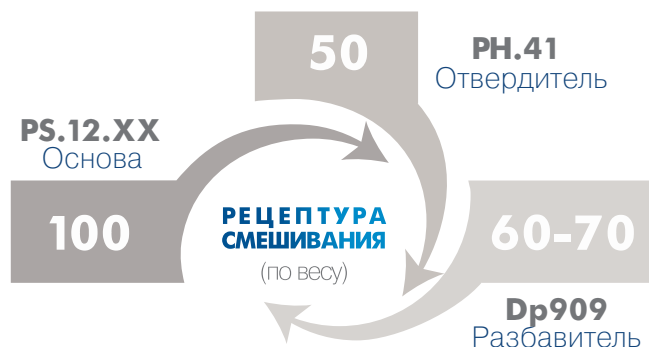 50
PH.41
Отвердитель
PS.12.XX
Основа
100
РЕЦЕПТУРА
СМЕШИВАНИЯ
(по весу)
60-70
Dp909
Разбавитель